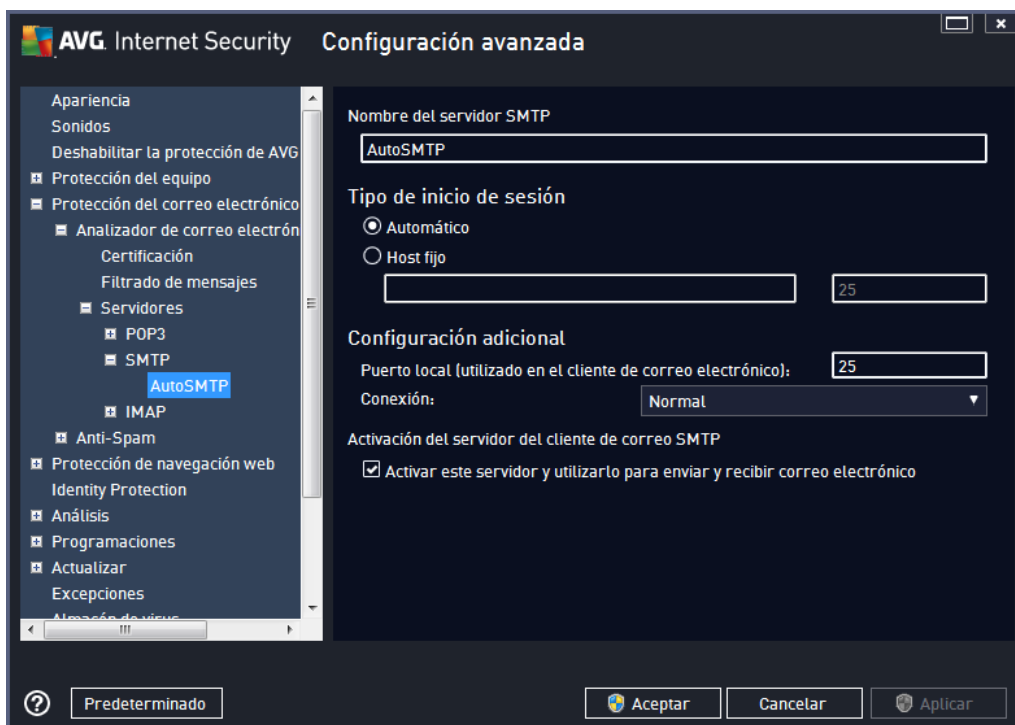 AVG. Internet Security
Configuración avanzada
Apariencia
Sonidos
Deshabilitar la protección de AVG
Protección del equipo
Protección del correo electrónico
Analizador de correo electrón
Certificación
Filtrado de mensajes
Servidores
POP3
SMTP
AutoSMTP
IMAP
Anti-Spam
Protección de navegación web
Identity Protection
Análisis
Programaciones
Actualizar
Excepciones
Almacén de virus
Nombre del servidor SMTP
AutoSMTP
Tipo de inicio de sesión
Automático
Host fijo
25
Configuración adicional
Puerto local (utilizado en el cliente de correo electrónico):
25
Conexión:
Normal
Activación del servidor del cliente de correo SMTP
Activar este servidor y utilizarlo para enviar y recibir correo electrónico
Predeterminado
Aceptar
Cancelar
Aplicar